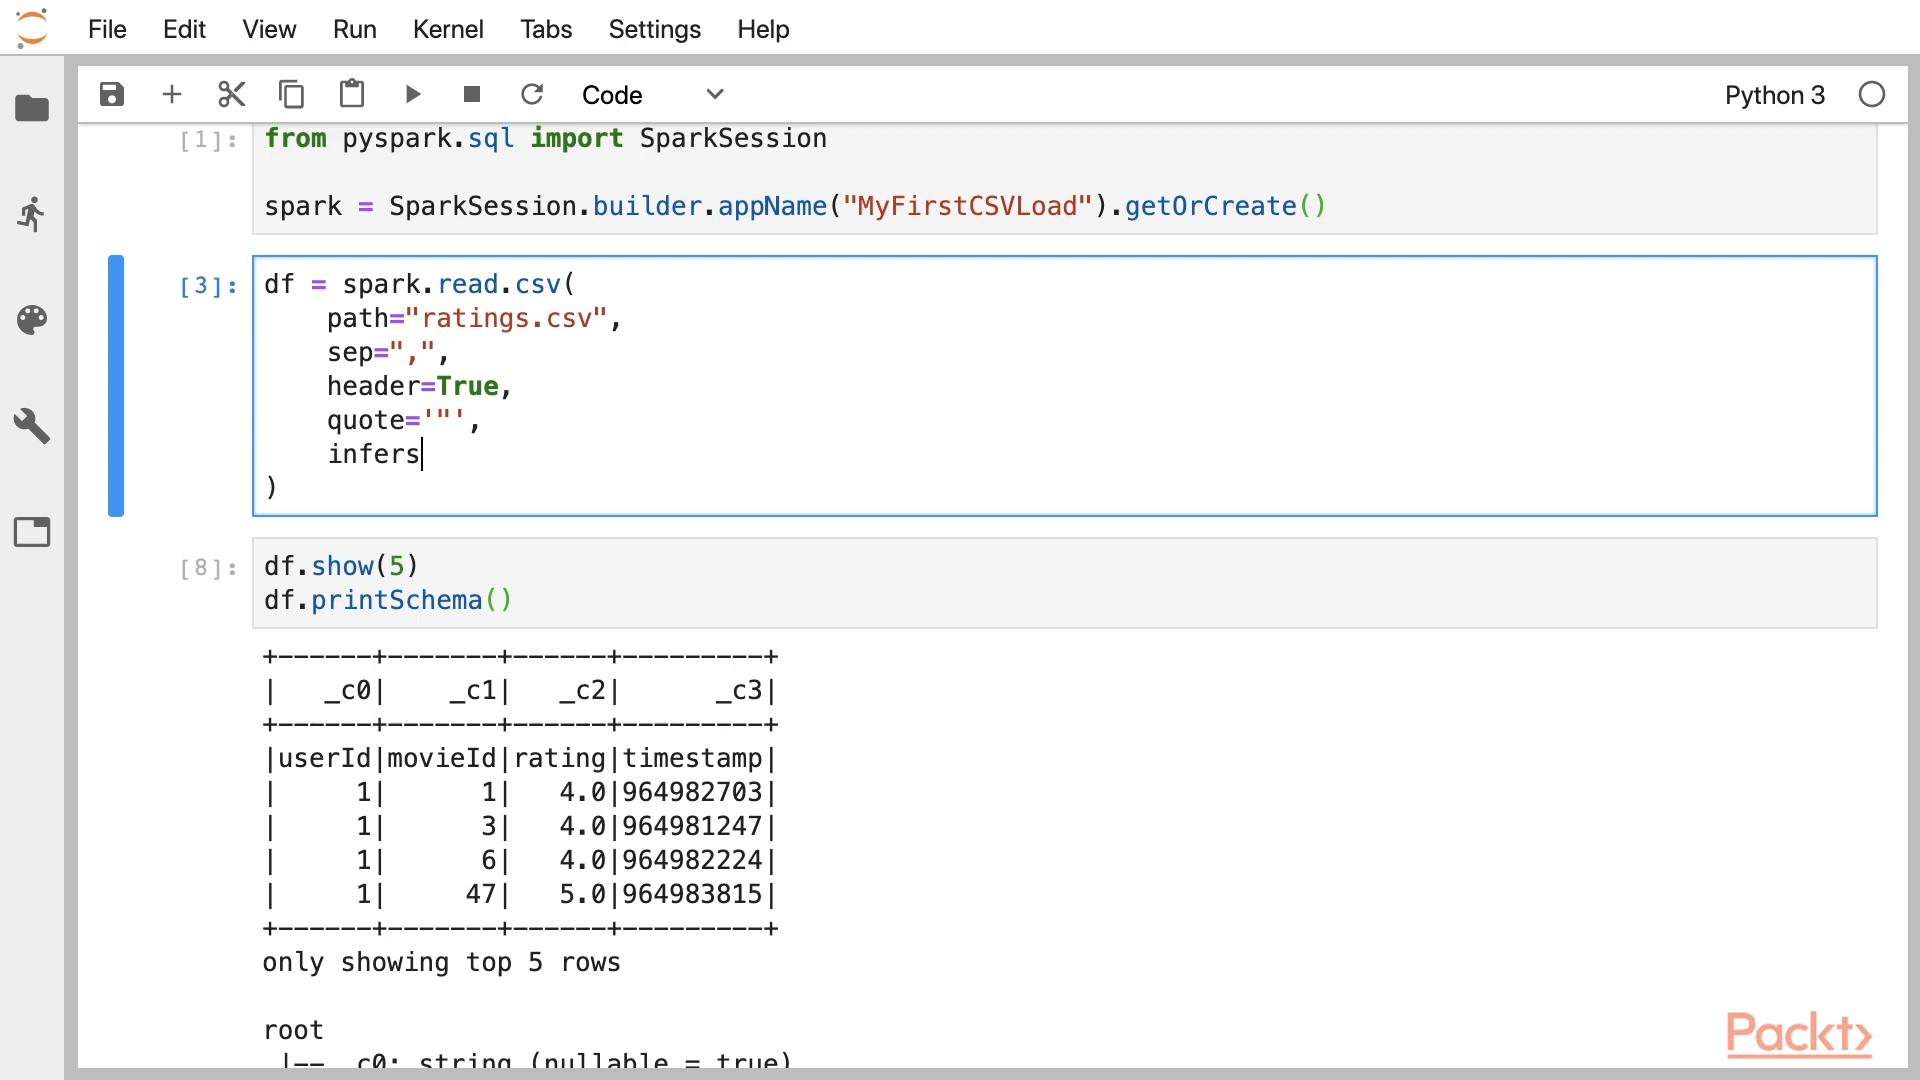 File Edit View Run Kernel Tabs Settings Help
Code Python 3
[1]: from pyspark.sql import SparkSession
spark = SparkSession.builder.appName("MyFirstCSVLoad").getOrCreate()
[3]: df = spark.read.csv(
    path="ratings.csv",
    sep=",",
    header=True,
    quote='"',
    infers
)
[8]: df.show(5)
df.printSchema()
+------+-------+------+---------+
|   _c0|    _c1|   _c2|      _c3|
+------+-------+------+---------+
|userId|movieId|rating|timestamp|
|     1|      1|   4.0|964982703|
|     1|      3|   4.0|964981247|
|     1|      6|   4.0|964982224|
|     1|     47|   5.0|964983815|
+------+-------+------+---------+
only showing top 5 rows
root
 |-- _c0: string (nullable = true)
Packt>